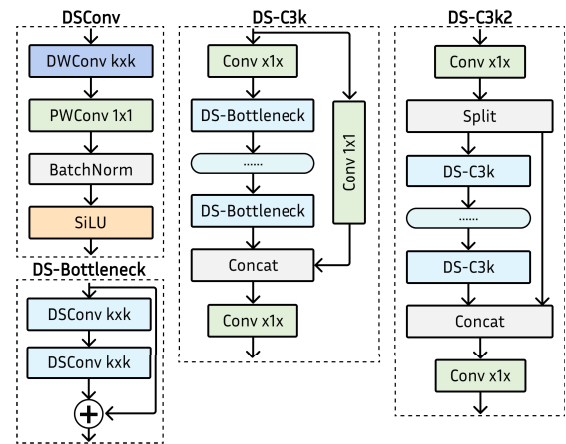 DSConv
DWConv kxk
PWConv 1x1
BatchNorm
SiLU
DS-Bottleneck
DSConv kxk
DSConv kxk
+
DS-C3k
Conv x1x
DS-Bottleneck
......
DS-Bottleneck
Conv 1x1
Concat
Conv x1x
DS-C3k2
Conv x1x
Split
DS-C3k
......
DS-C3k
Concat
Conv x1x